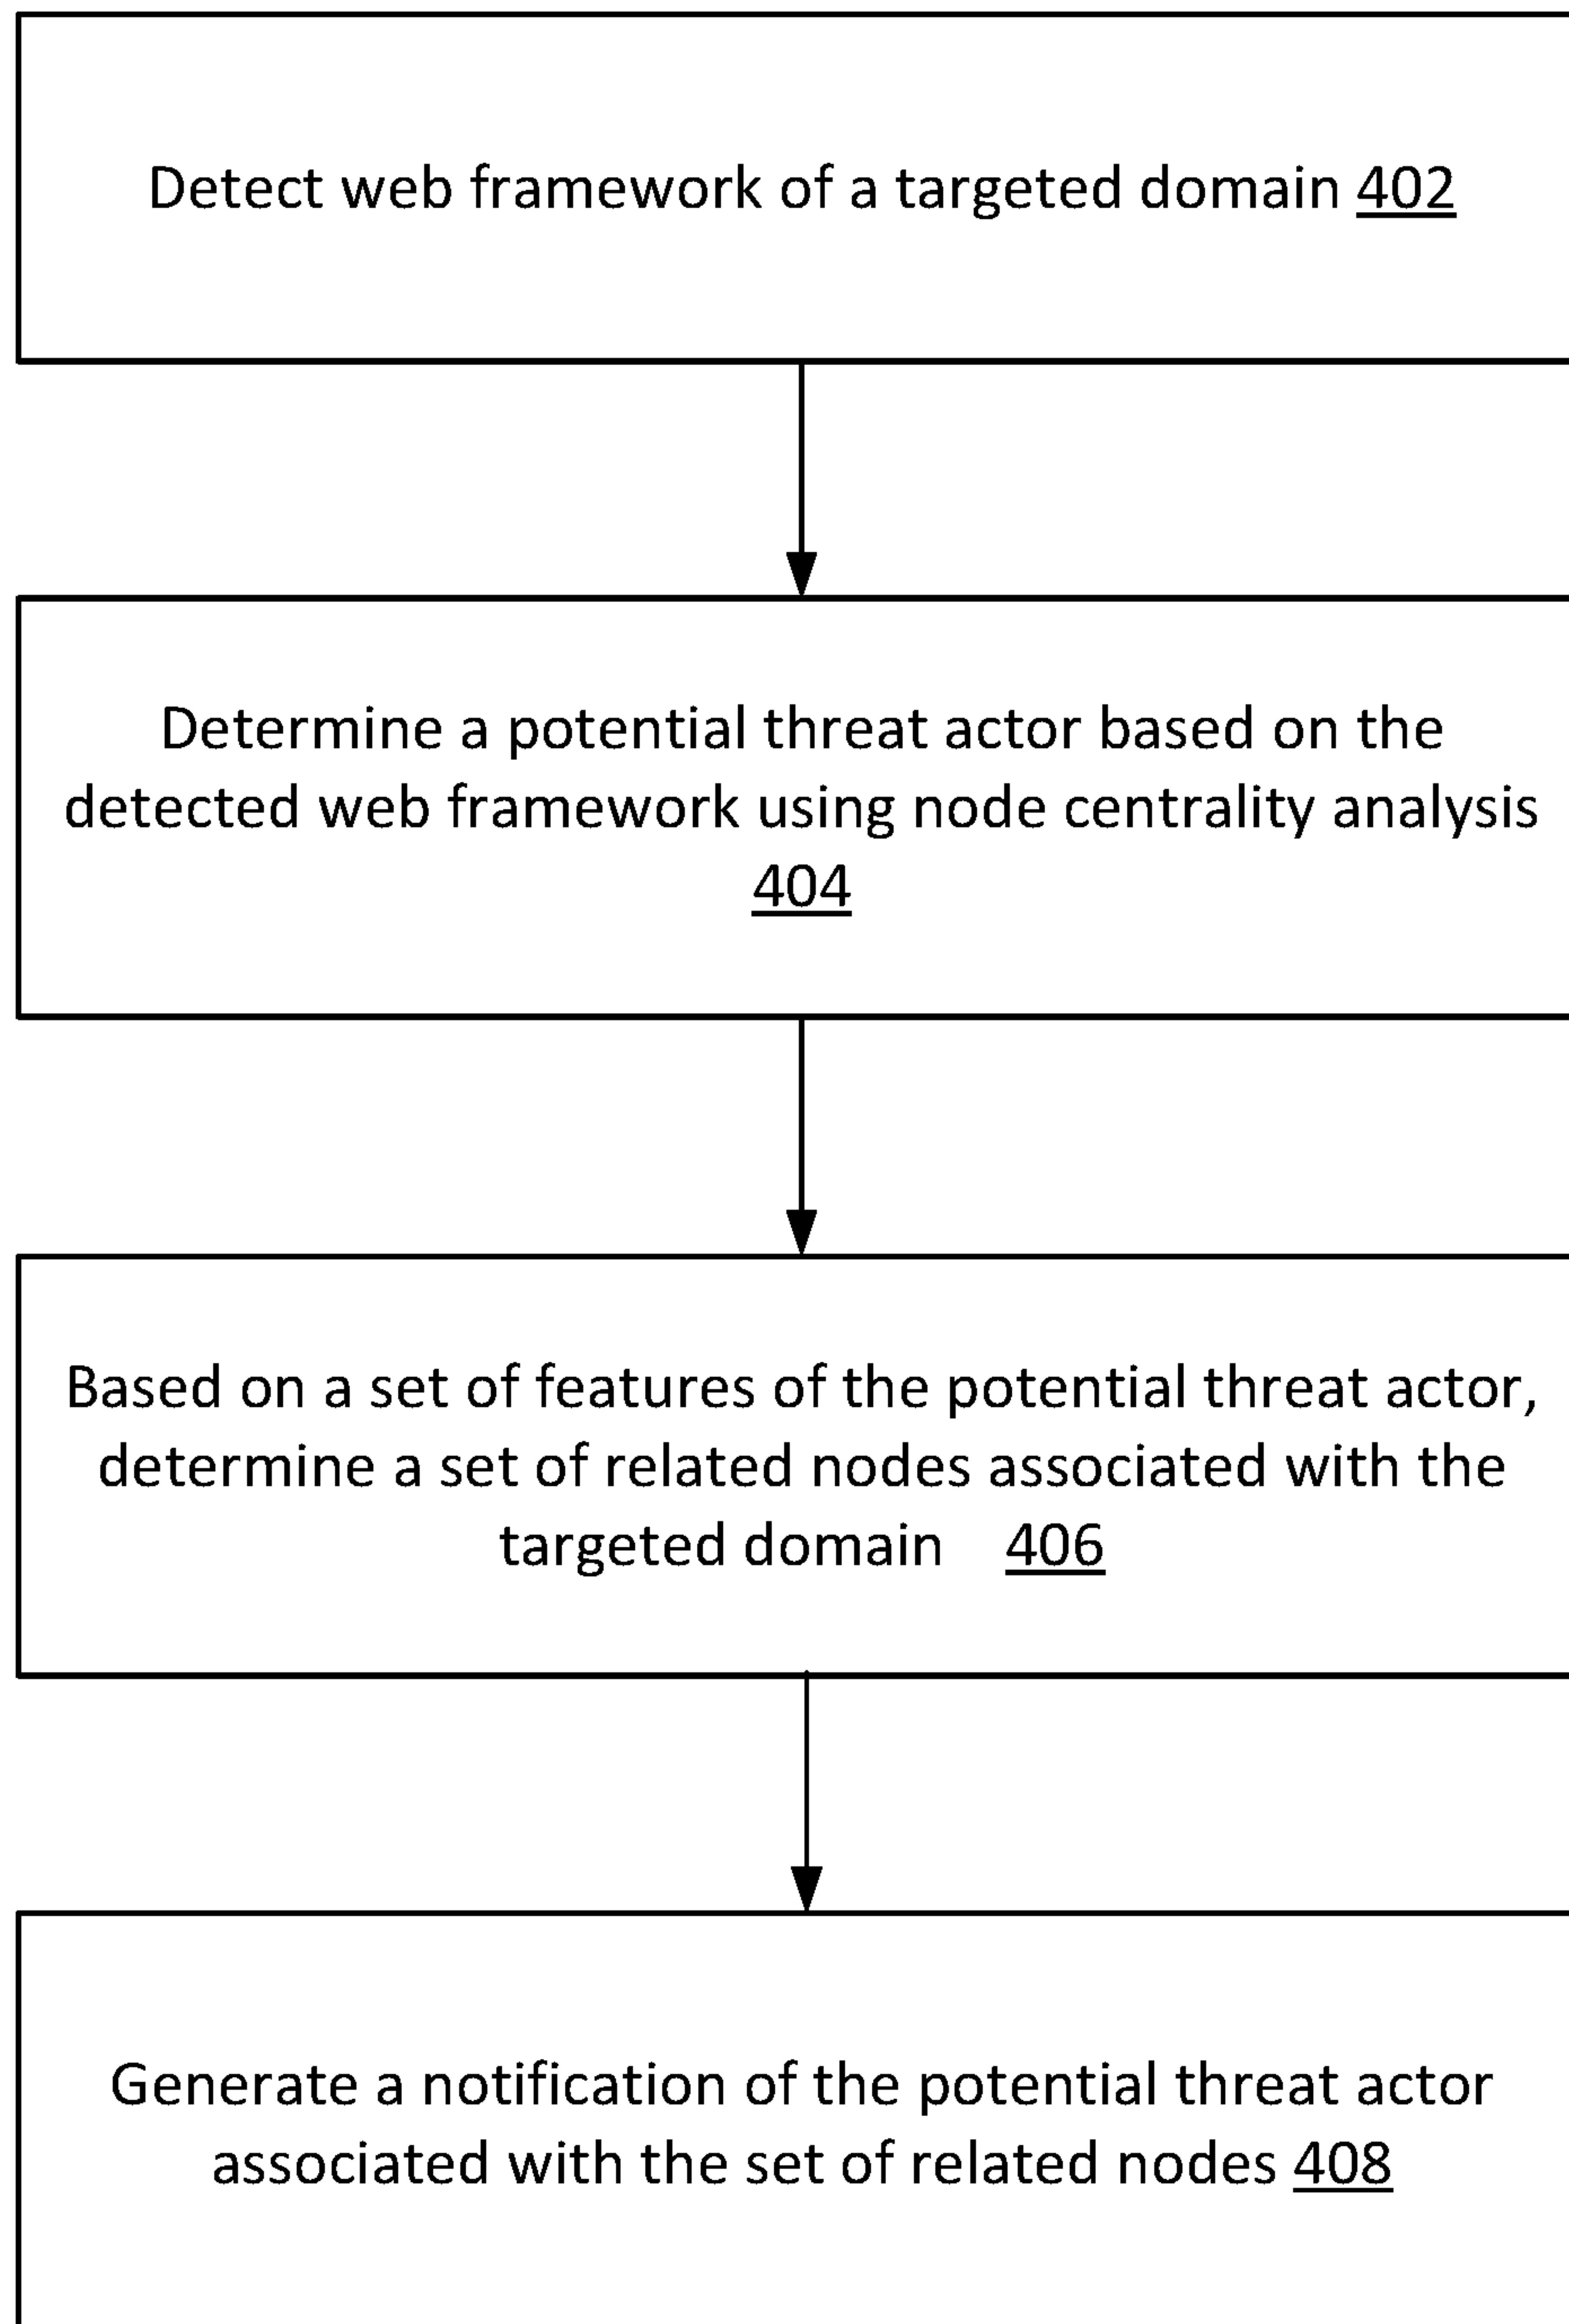 Detect web framework of a targeted domain 402
Determine a potential threat actor based on the
detected web framework using node centrality analysis
404
Based on a set of features of the potential threat actor,
determine a set of related nodes associated with the
targeted domain 406
Generate a notification of the potential threat actor
associated with the set of related nodes 408